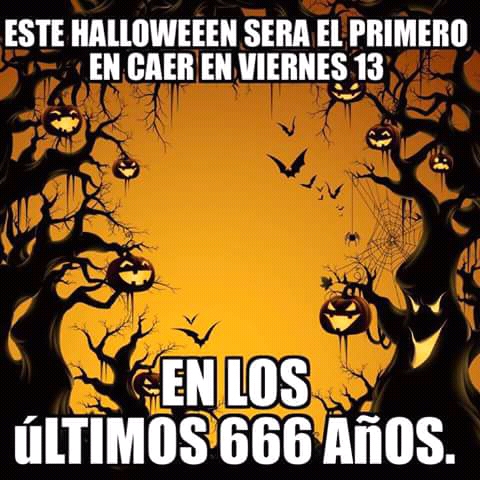 ESTE HALLOWEEEN SERA EL PRIMERO
EN CAER EN VIERNES 13
EN LOS
úLTIMOS 666 AñOS.